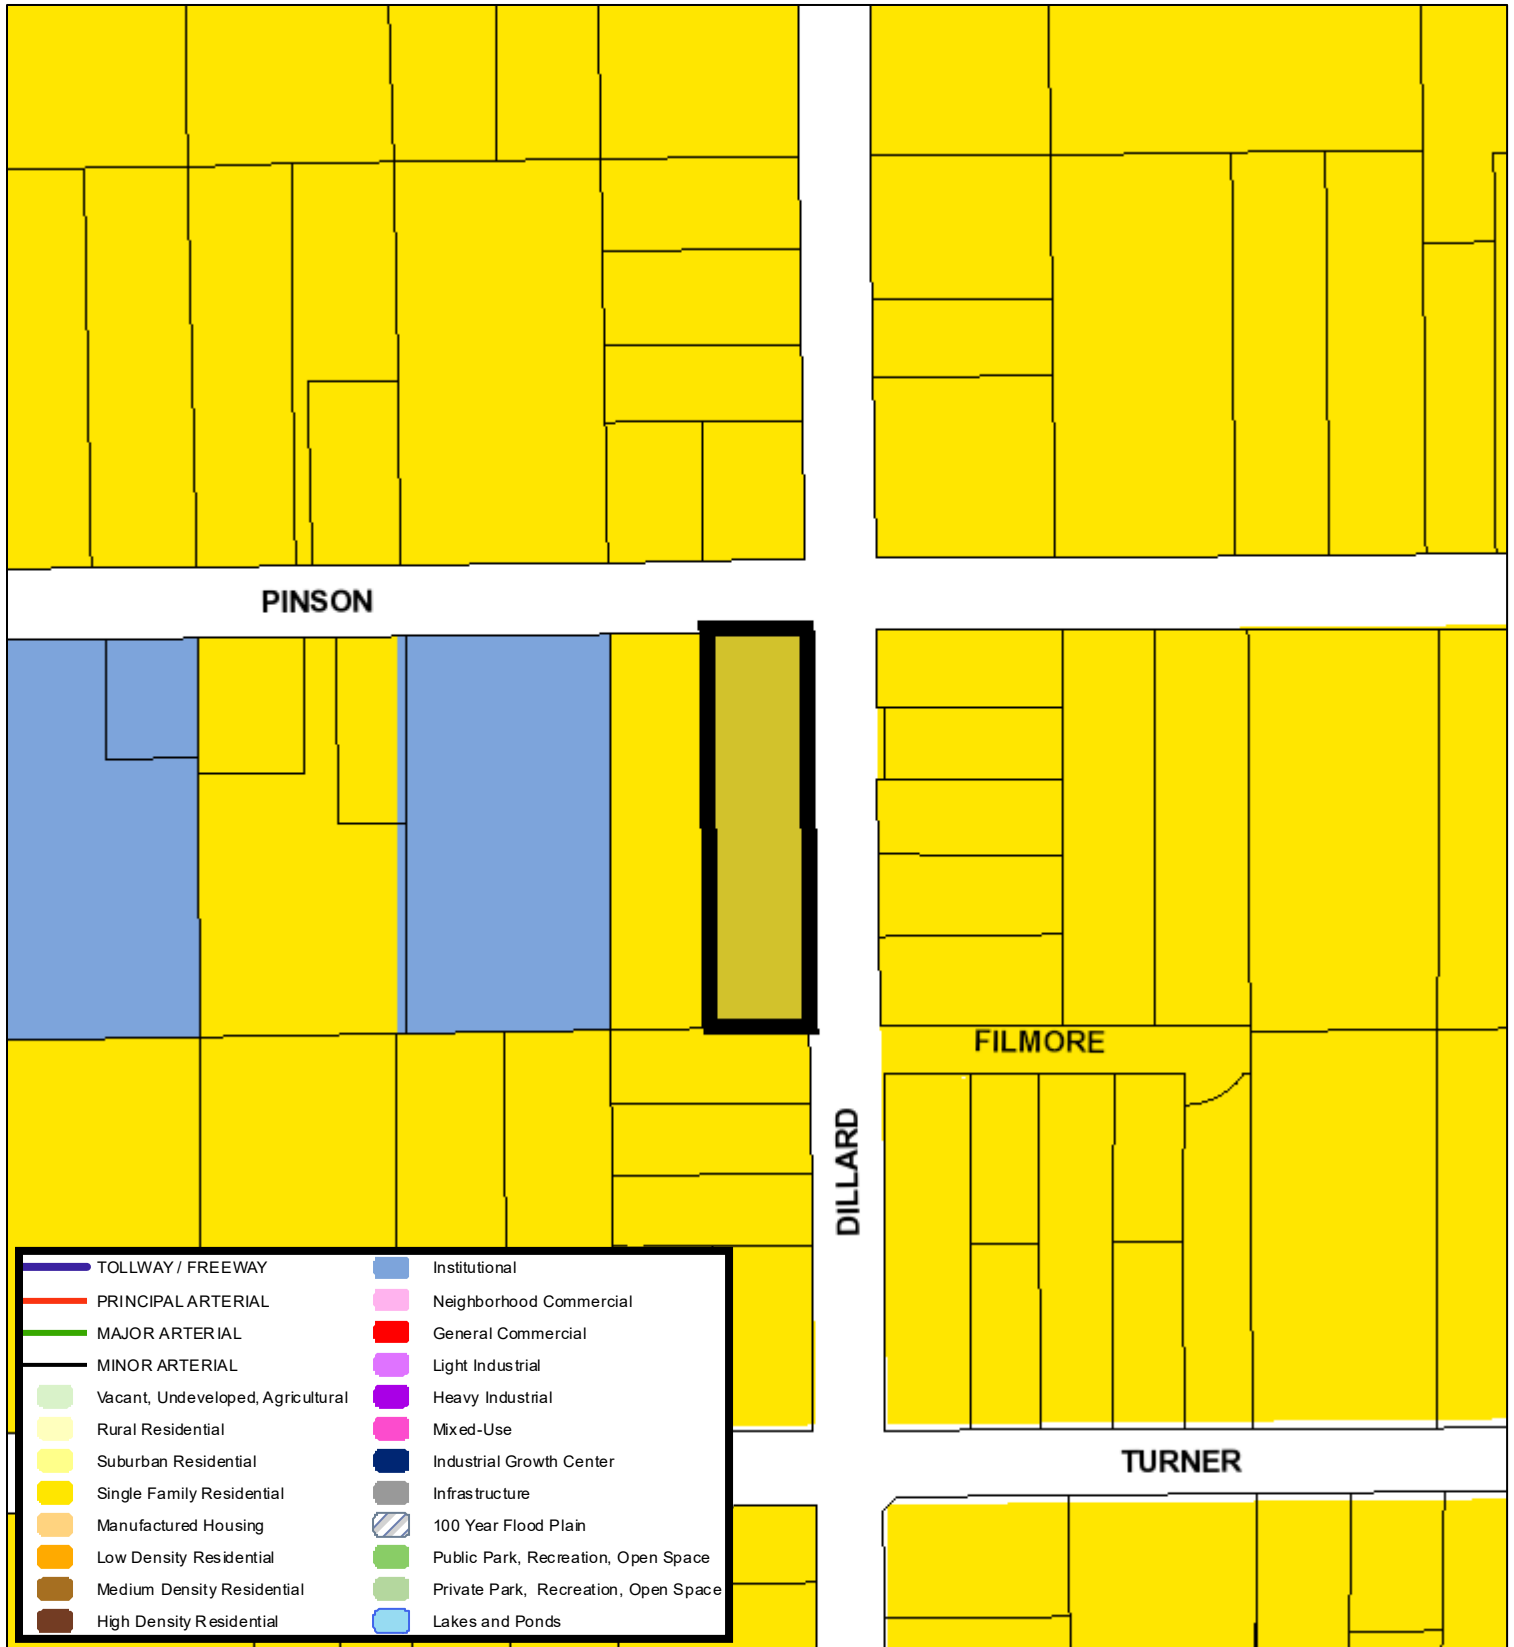 PINSON
FILMORE
DILLARD
TURNER
TOLLWAY / FREEWAY
PRINCIPAL ARTERIAL
MAJOR ARTERIAL
MINOR ARTERIAL
Vacant, Undeveloped, Agricultural
Rural Residential
Suburban Residential
Single Family Residential
Manufactured Housing
Low Density Residential
Medium Density Residential
High Density Residential
Institutional
Neighborhood Commercial
General Commercial
Light Industrial
Heavy Industrial
Mixed-Use
Industrial Growth Center
Infrastructure
100 Year Flood Plain
Public Park, Recreation, Open Space
Private Park, Recreation, Open Space
Lakes and Ponds